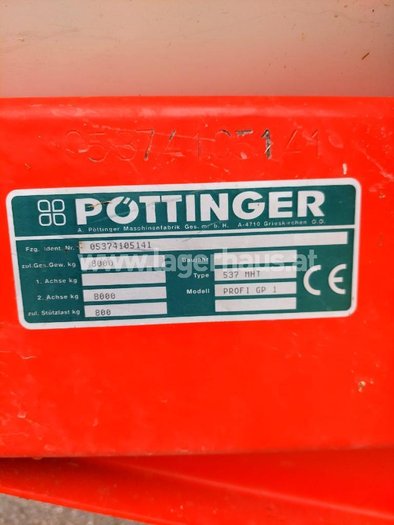 05374105141
PÖTTINGER
A. Pöttinger Maschinenfabrik Ges. m. b. H. A-4710 Grieskirchen O.Ö.
Fzg. Ident. Nr. 05374105141
zul. Ges. Gew. kg 8000 Baujahr
1. Achse kg Type 537 MHT
2. Achse kg 8000 Modell PROFI GP 1
zul. Stützlast kg 800
CE
www.lagerhaus.at